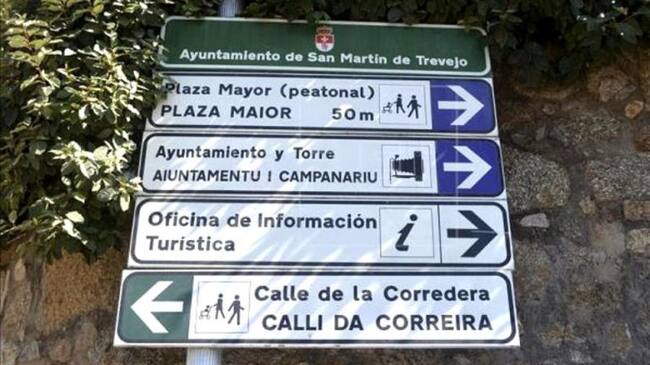 Ayuntamiento de San Martín de Trevejo
Plaza Mayor (peatonal)
PLAZA MAIOR 50 m
Ayuntamiento y Torre
AIUNTAMENTU I CAMPANARIU
Oficina de Información
Turística
i
Calle de la Corredera
CALLI DA CORREIRA